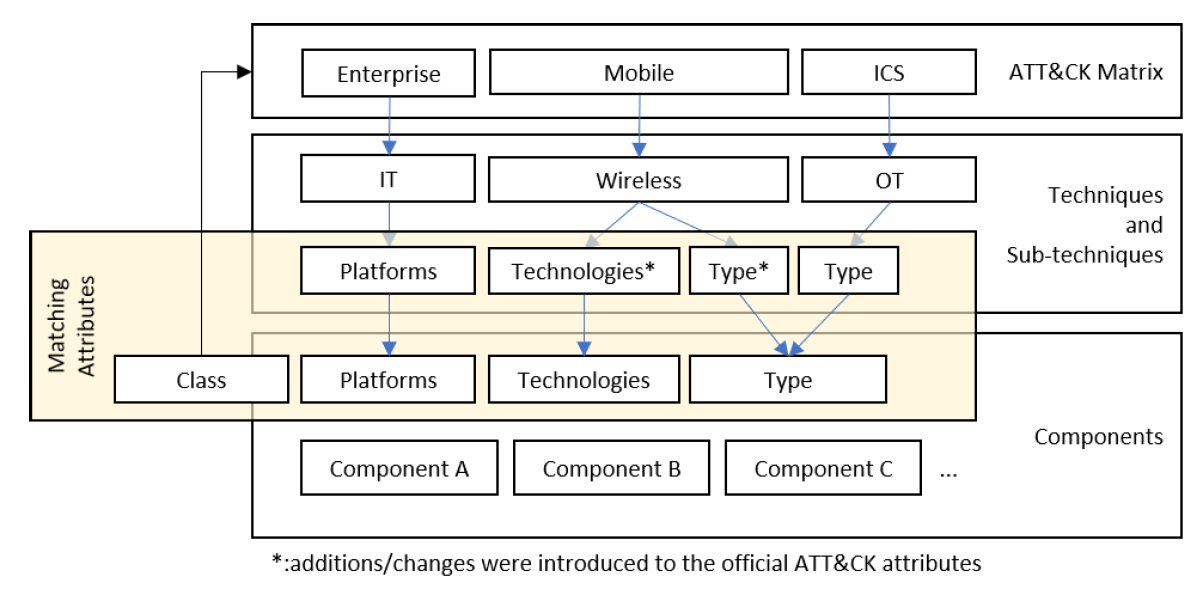 Enterprise
Mobile
ICS
ATT&CK Matrix
IT
Wireless
OT
Techniques
and
Sub-techniques
Matching
Attributes
Platforms
Technologies*
Type*
Type
Class
Platforms
Technologies
Type
Components
Component A
Component B
Component C
...
*:additions/changes were introduced to the official ATT&CK attributes